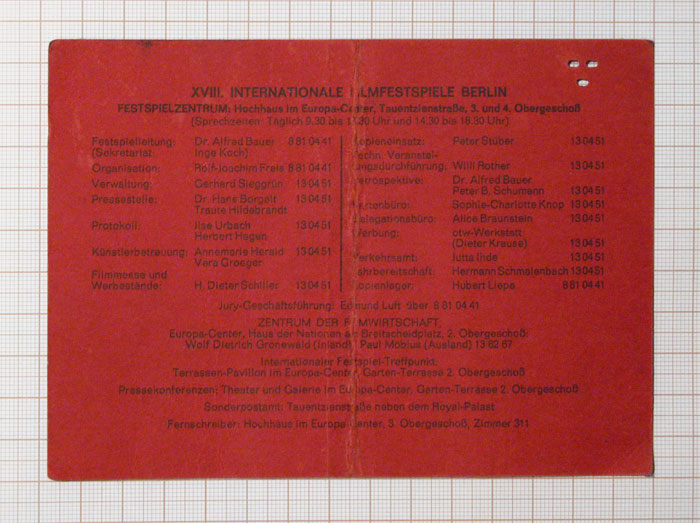 XVIII. INTERNATIONALE FILMFESTSPIELE BERLIN
FESTSPIELZENTRUM: Hochhaus im Europa-Center, Tauentzienstraße, 3. und 4. Obergeschoß
(Sprechzeiten: Täglich 9.30 bis Uhr und 14.30 bis 18.30 Uhr)
Festspielleitung: Dr. Alfred Bauer 8 81 04 41
(Sekretariat: Inge Koch)
Organisation: Rolf-Joachim Freis 8 81 04 41
Verwaltung: Gerhard Sieggrün 13 04 51
Pressestelle: Dr. Hans Borgelt 13 04 51
Traute Hildebrandt
Protokoll: Ilse Urbach 13 04 51
Herbert Hagen
Künstlerbetreuung: Annemarie Herald 13 04 51
Vera Groeger
Filmmesse und
Werbestände: H. Dieter Schiller 13 04 51
Kopieneinsatz: Peter Stüber 13 04 51
Techn. Veranstal-
tungsdurchführung: Willi Rother 13 04 51
Retrospektive: Dr. Alfred Bauer
Peter B. Schumann 13 04 51
Kartenbüro: Sophie-Charlotte Knop 13 04 51
Delegationsbüro: Alice Braunstein 13 04 51
Werbung: otw-Werkstatt
(Dieter Krause) 13 04 51
Verkehrsamt: Jutta Ihde 13 04 51
Fahrbereitschaft: Hermann Schmalenbach 13 04 51
Kopienlager: Hubert Liepe 8 81 04 41
Jury-Geschäftsführung: Edmund Luft über 8 81 04 41
ZENTRUM DER FILMWIRTSCHAFT:
Europa-Center, Haus der Nationen am Breitscheidplatz, 2. Obergeschoß:
Wolf Dietrich Gronewald (Inland), Paul Möbius (Ausland) 13 62 67
Internationaler Festspiel-Treffpunkt:
Terrassen-Pavillon im Europa-Center, Garten-Terrasse 2. Obergeschoß
Pressekonferenzen: Theater und Galerie im Europa-Center, Garten-Terrasse 2. Obergeschoß
Sonderpostamt: Tauentzienstraße neben dem Royal-Palast
Fernschreiber: Hochhaus im Europa-Center, 3. Obergeschoß, Zimmer 311